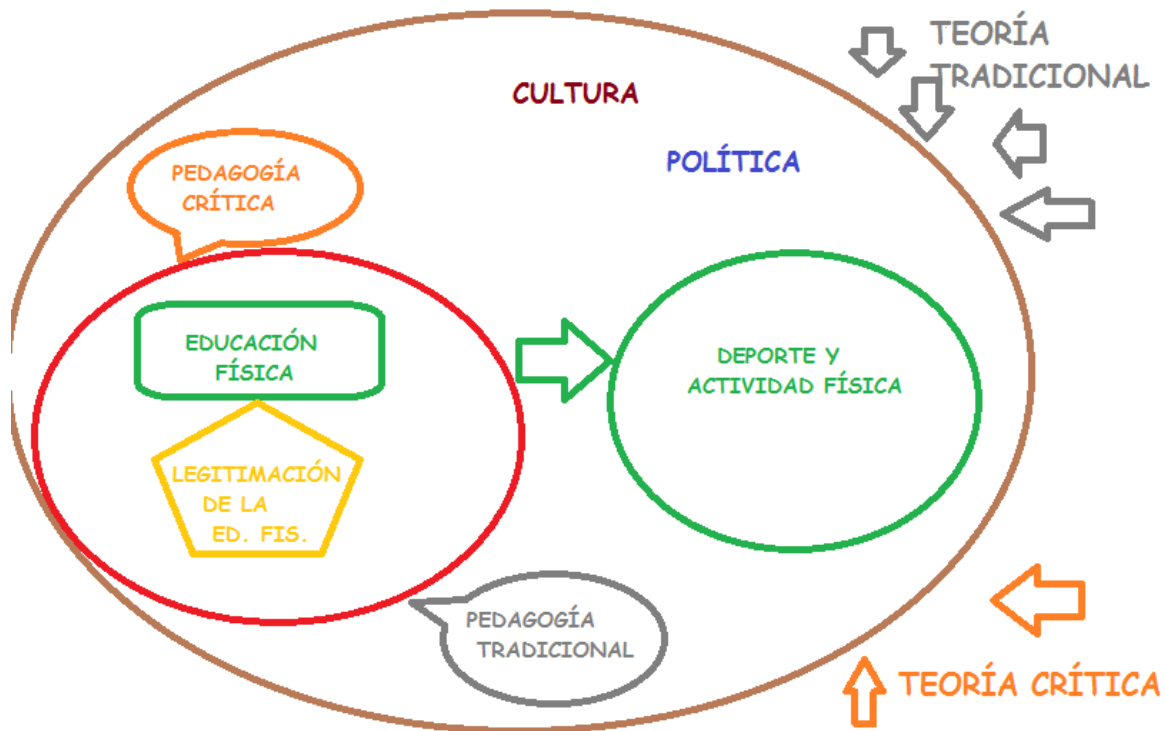 TEORÍA
TRADICIONAL
CULTURA
POLÍTICA
PEDAGOGÍA
CRÍTICA
EDUCACIÓN
FÍSICA
DEPORTE Y
ACTIVIDAD FÍSICA
LEGITIMACIÓN
DE LA
ED. FIS.
PEDAGOGÍA
TRADICIONAL
TEORÍA CRÍTICA